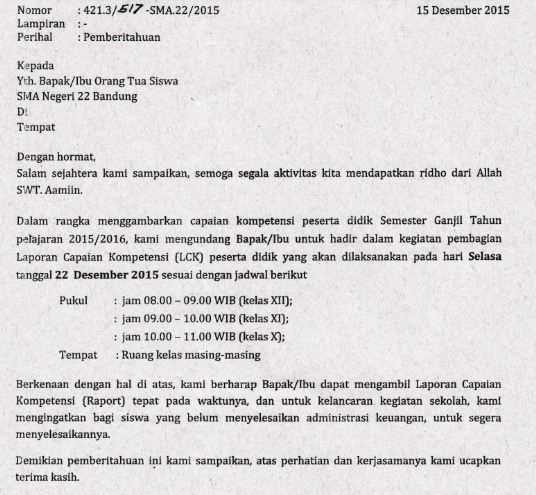 Nomor : 421.3/517-SMA.22/2015 15 Desember 2015
Lampiran : -
Perihal : Pemberitahuan
Kepada
Yth. Bapak/Ibu Orang Tua Siswa
SMA Negeri 22 Bandung
Di
Tempat
Dengan hormat,
Salam sejahtera kami sampaikan, semoga segala aktivitas kita mendapatkan ridho dari Allah
SWT. Aamiin.
Dalam rangka menggambarkan capaian kompetensi peserta didik Semester Ganjil Tahun
pelajaran 2015/2016, kami mengundang Bapak/Ibu untuk hadir dalam kegiatan pembagian
Laporan Capaian Kompetensi (LCK) peserta didik yang akan dilaksanakan pada hari Selasa
tanggal 22 Desember 2015 sesuai dengan jadwal berikut
Pukul : jam 08.00 – 09.00 WIB (kelas XII);
: jam 09.00 – 10.00 WIB (kelas XI);
: jam 10.00 – 11.00 WIB (kelas X);
Tempat : Ruang kelas masing-masing
Berkenaan dengan hal di atas, kami berharap Bapak/Ibu dapat mengambil Laporan Capaian
Kompetensi (Raport) tepat pada waktunya, dan untuk kelancaran kegiatan sekolah, kami
mengingatkan bagi siswa yang belum menyelesaikan administrasi keuangan, untuk segera
menyelesaikannya.
Demikian pemberitahuan ini kami sampaikan, atas perhatian dan kerjasamanya kami ucapkan
terima kasih.